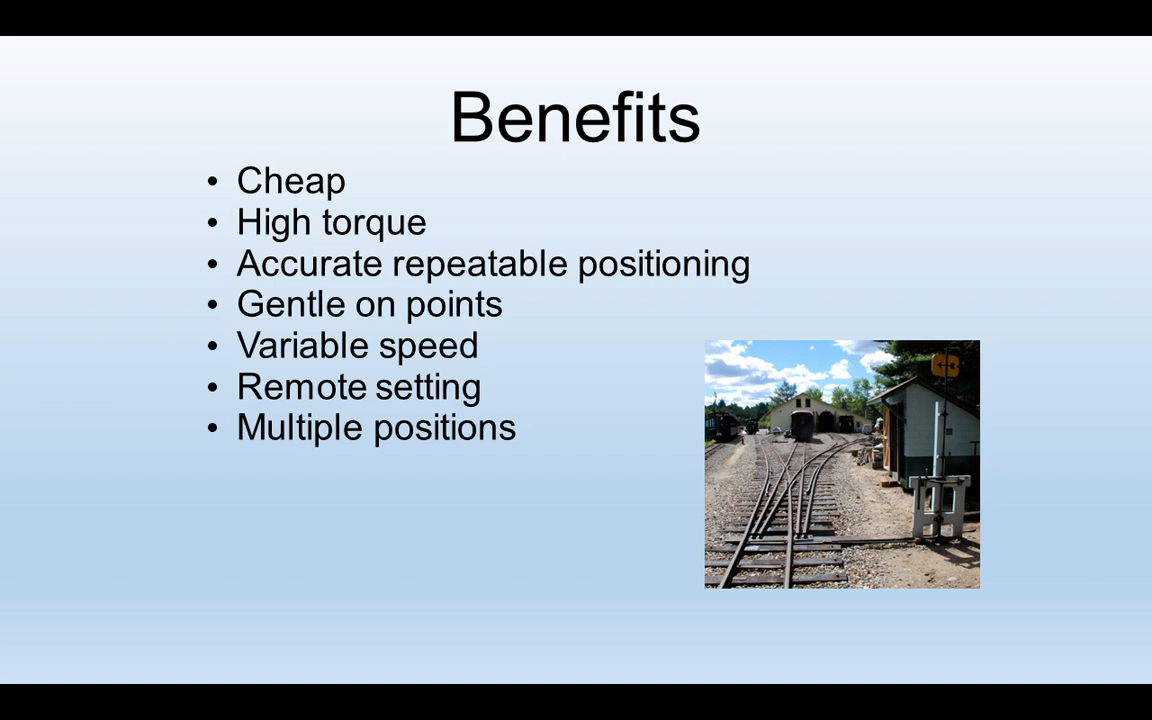 Benefits
• Cheap
• High torque
• Accurate repeatable positioning
• Gentle on points
• Variable speed
• Remote setting
• Multiple positions